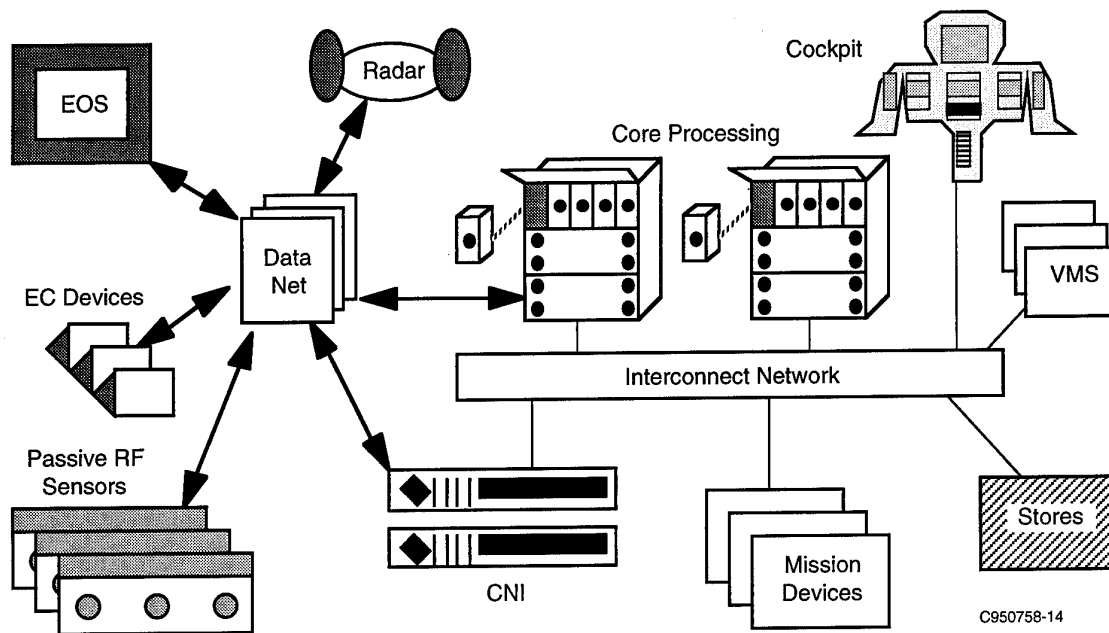 Cockpit
Radar
EOS
Core Processing
Data
Net
VMS
EC Devices
Interconnect Network
Passive RF
Sensors
Stores
Mission
Devices
CNI
C950758-14